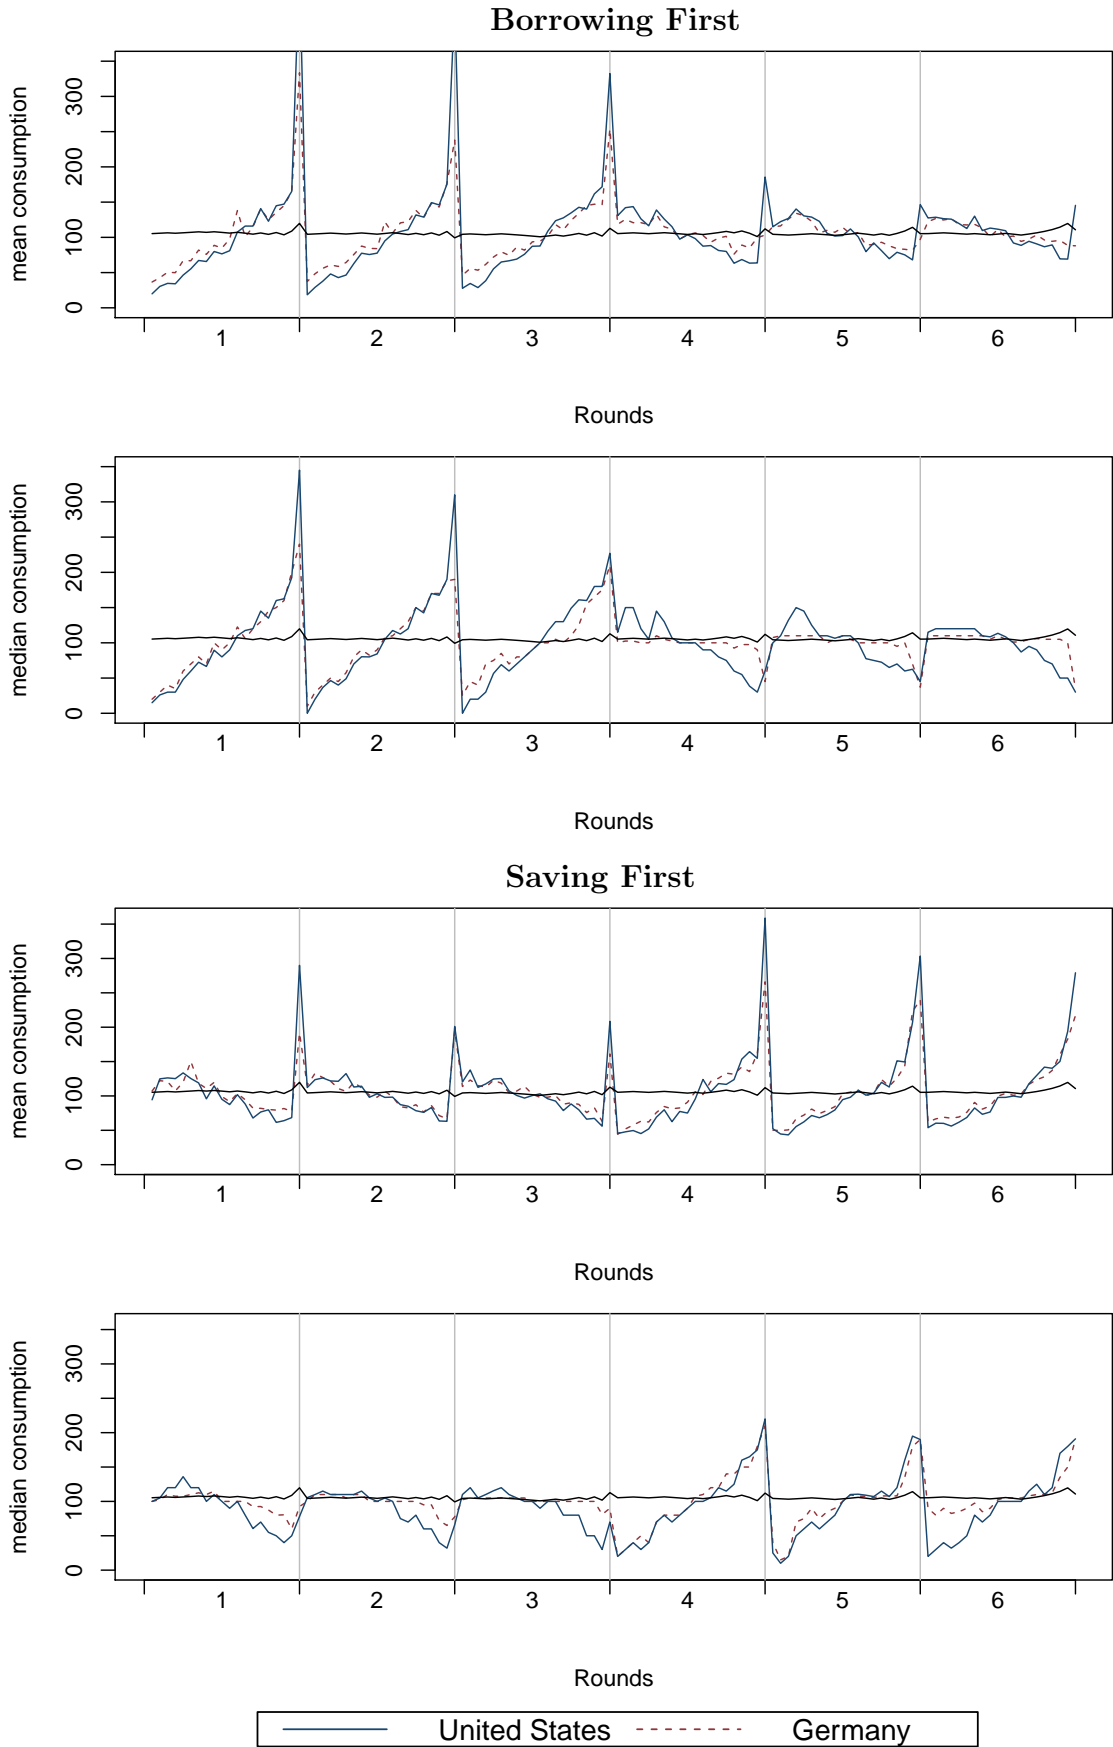 Borrowing First
mean consumption
300
200
100
0
1 2 3 4 5 6
Rounds
median consumption
300
200
100
0
1 2 3 4 5 6
Rounds
Saving First
mean consumption
300
200
100
0
1 2 3 4 5 6
Rounds
median consumption
300
200
100
0
1 2 3 4 5 6
Rounds
United States Germany